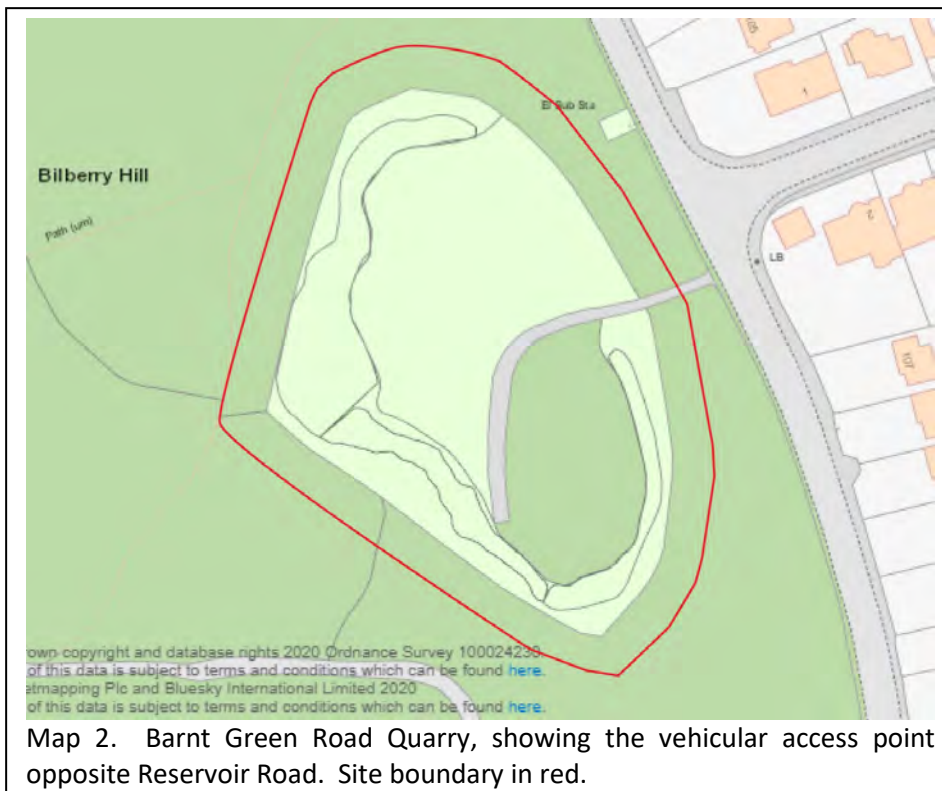 105
El Sub Sta
1
Bilberry Hill
Path (um)
2
LB
107
rown copyright and database rights 2020 Ordnance Survey 100024230.
of this data is subject to terms and conditions which can be found here.
etmapping Plc and Bluesky International Limited 2020
of this data is subject to terms and conditions which can be found here.
Map 2. Barnt Green Road Quarry, showing the vehicular access point
opposite Reservoir Road. Site boundary in red.